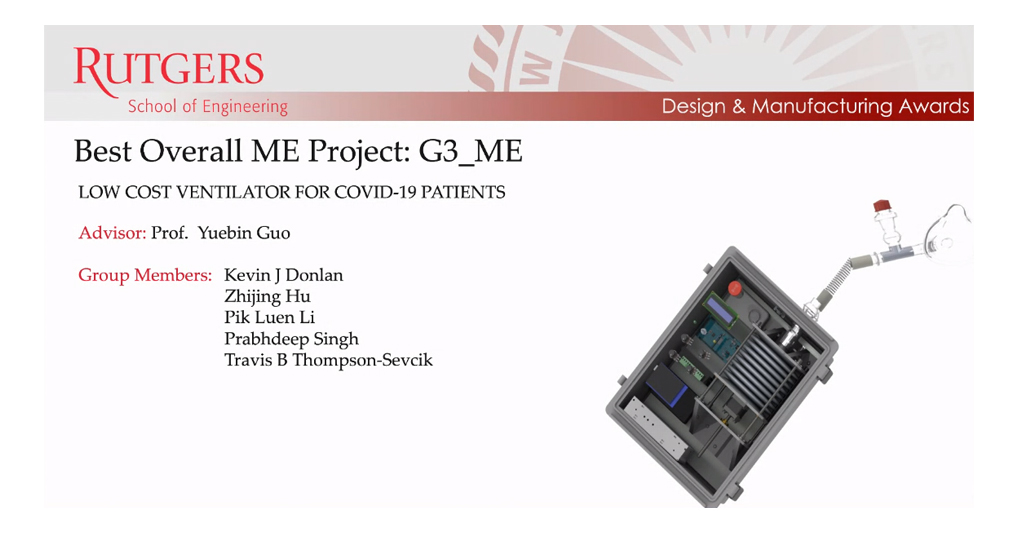 RUTGERS
School of Engineering
Design & Manufacturing Awards
Best Overall ME Project: G3_ME
LOW COST VENTILATOR FOR COVID-19 PATIENTS
Advisor: Prof. Yuebin Guo
Group Members: Kevin J Donlan
Zhijing Hu
Pik Luen Li
Prabhdeep Singh
Travis B Thompson-Sevcik